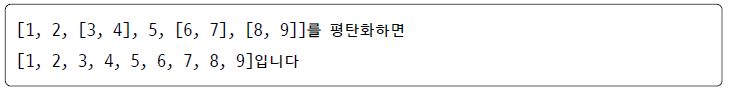 [1, 2, [3, 4], 5, [6, 7], [8, 9]]를 평탄화하면
[1, 2, 3, 4, 5, 6, 7, 8, 9]입니다